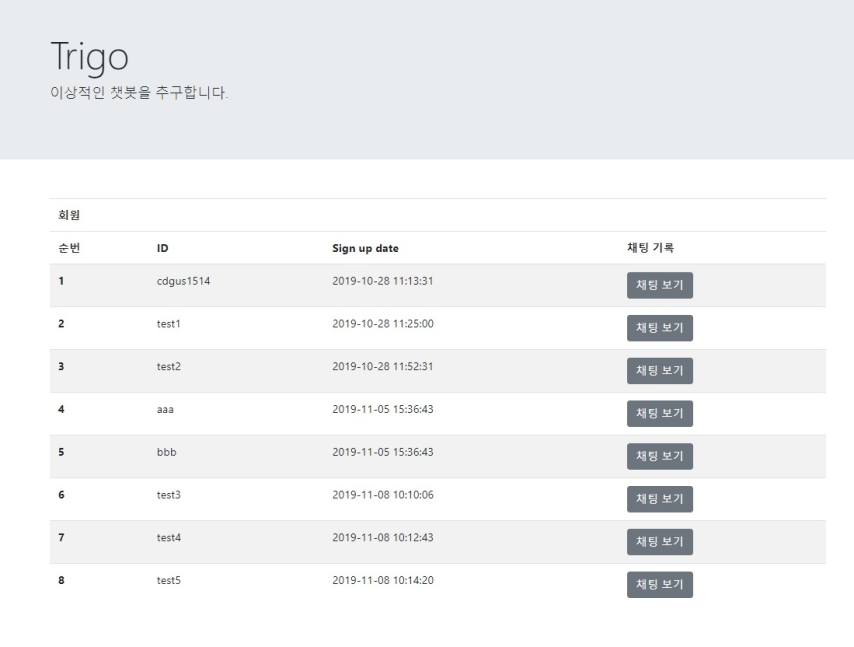 Trigo
이상적인 챗봇을 추구합니다.
회원
순번 ID Sign up date 채팅 기록
1 cdgus1514 2019-10-28 11:13:31 채팅 보기
2 test1 2019-10-28 11:25:00 채팅 보기
3 test2 2019-10-28 11:52:31 채팅 보기
4 aaa 2019-11-05 15:36:43 채팅 보기
5 bbb 2019-11-05 15:36:43 채팅 보기
6 test3 2019-11-08 10:10:06 채팅 보기
7 test4 2019-11-08 10:12:43 채팅 보기
8 test5 2019-11-08 10:14:20 채팅 보기